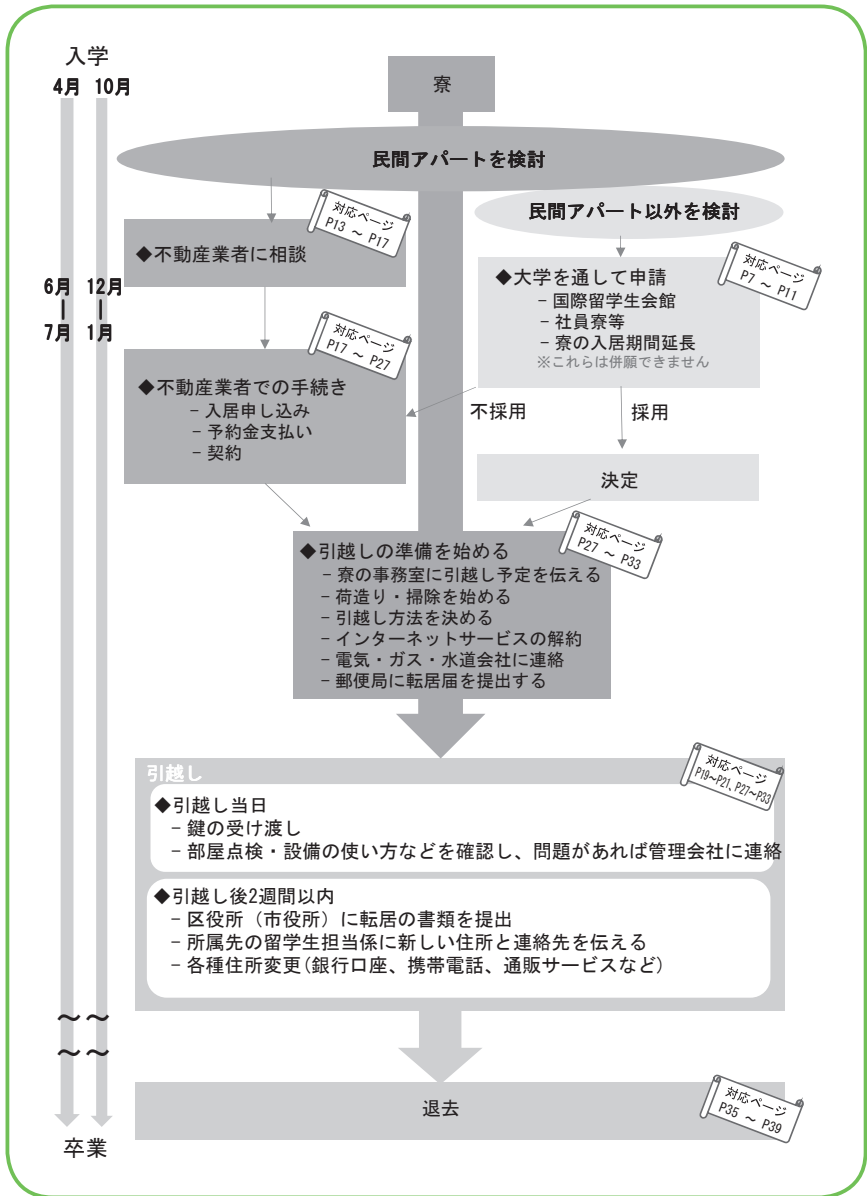 入学
4月 10月
寮
民間アパートを検討
対応ページ
P13 ～ P17
◆不動産業者に相談
民間アパート以外を検討
対応ページ
P7 ～ P11
◆大学を通して申請
－国際留学生会館
－社員寮等
－寮の入居期間延長
※これらは併願できません
6月 12月
｜ ｜
7月 1月
対応ページ
P17 ～ P27
◆不動産業者での手続き
－入居申し込み
－予約金支払い
－契約
不採用
採用
決定
対応ページ
P27 ～ P33
◆引越しの準備を始める
－寮の事務室に引越し予定を伝える
－荷造り・掃除を始める
－引越し方法を決める
－インターネットサービスの解約
－電気・ガス・水道会社に連絡
－郵便局に転居届を提出する
引越し
対応ページ
P19～P21、P27～P33
◆引越し当日
－鍵の受け渡し
－部屋点検・設備の使い方などを確認し、問題があれば管理会社に連絡
◆引越し後2週間以内
－区役所（市役所）に転居の書類を提出
－所属先の留学生担当係に新しい住所と連絡先を伝える
－各種住所変更(銀行口座、携帯電話、通販サービスなど)
～～
～～
退去
対応ページ
P35 ～ P39
卒業